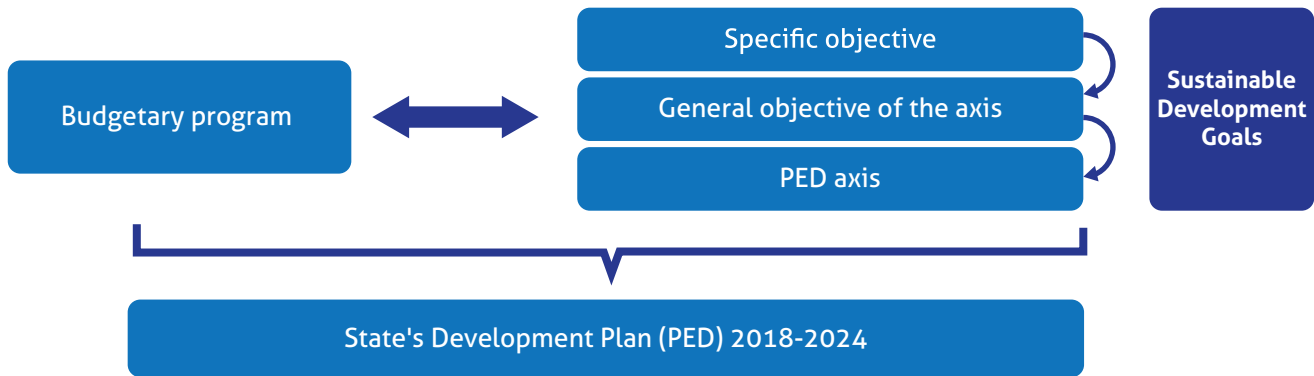 Budgetary program
Specific objective
General objective of the axis
PED axis
Sustainable
Development
Goals
State's Development Plan (PED) 2018-2024